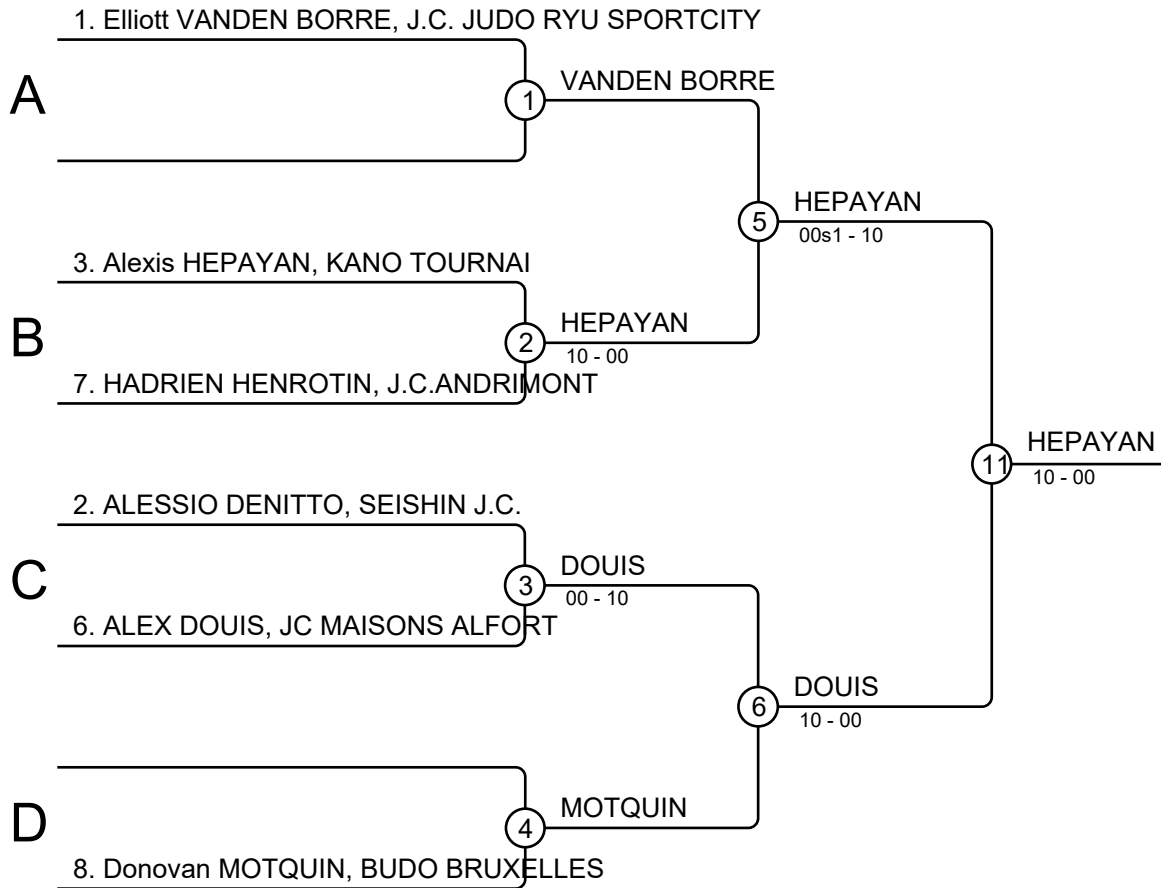 1. Elliott VANDEN BORRE, J.C. JUDO RYU SPORTCITY
A
1
VANDEN BORRE
5
HEPAYAN
00s1 - 10
3. Alexis HEPAYAN, KANO TOURNAI
B
2
HEPAYAN
10 - 00
7. HADRIEN HENROTIN, J.C.ANDRIMONT
11
HEPAYAN
10 - 00
2. ALESSIO DENITTO, SEISHIN J.C.
C
3
DOUIS
00 - 10
6. ALEX DOUIS, JC MAISONS ALFORT
6
DOUIS
10 - 00
D
4
MOTQUIN
8. Donovan MOTQUIN, BUDO BRUXELLES